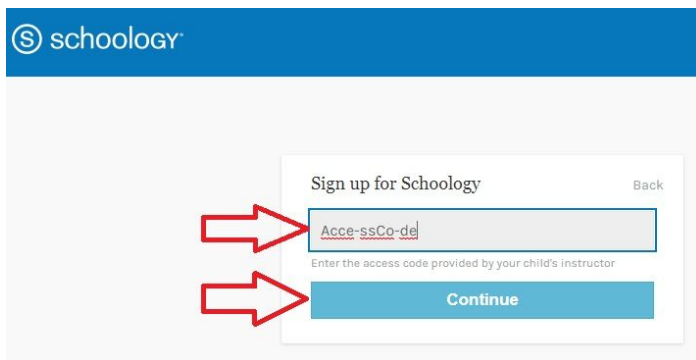 S schoology
Sign up for Schoology
Back
Acce-ssCo-de
Enter the access code provided by your child's instructor
Continue